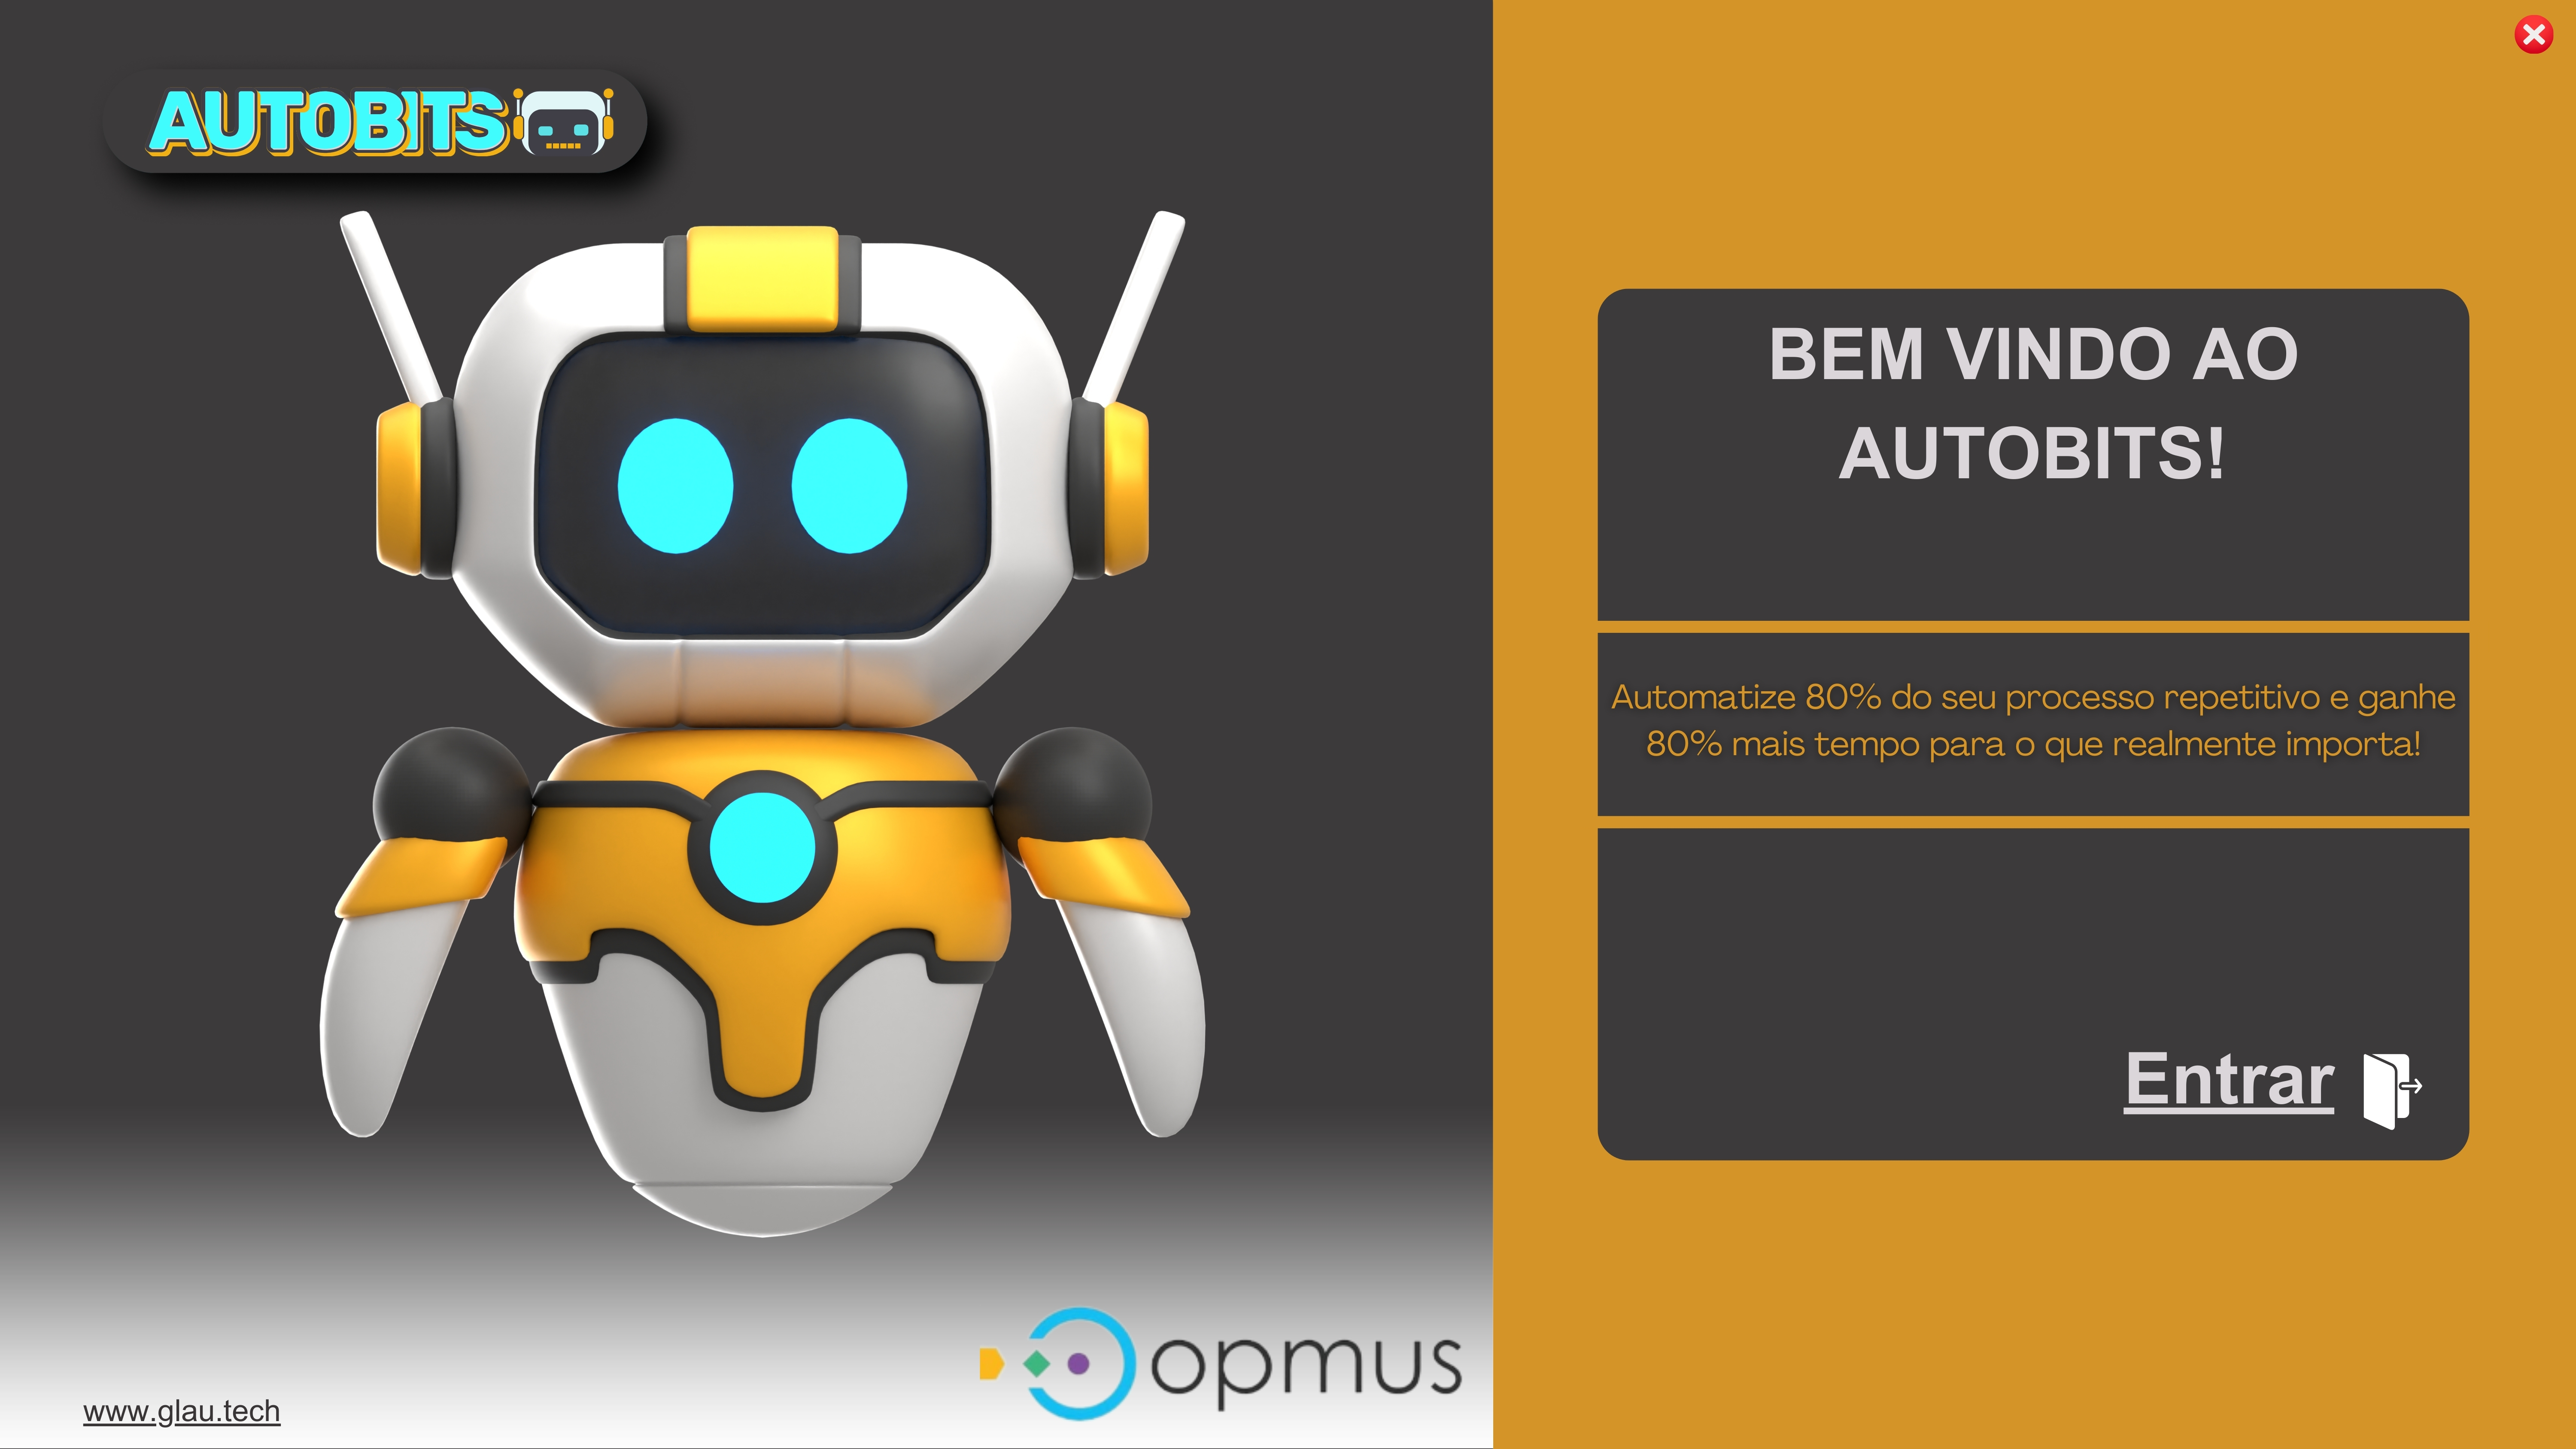 AUTOBITS
BEM VINDO AO
AUTOBITS!
Automatize 80% do seu processo repetitivo e ganhe
80% mais tempo para o que realmente importa!
Entrar
opmus
www.glau.tech